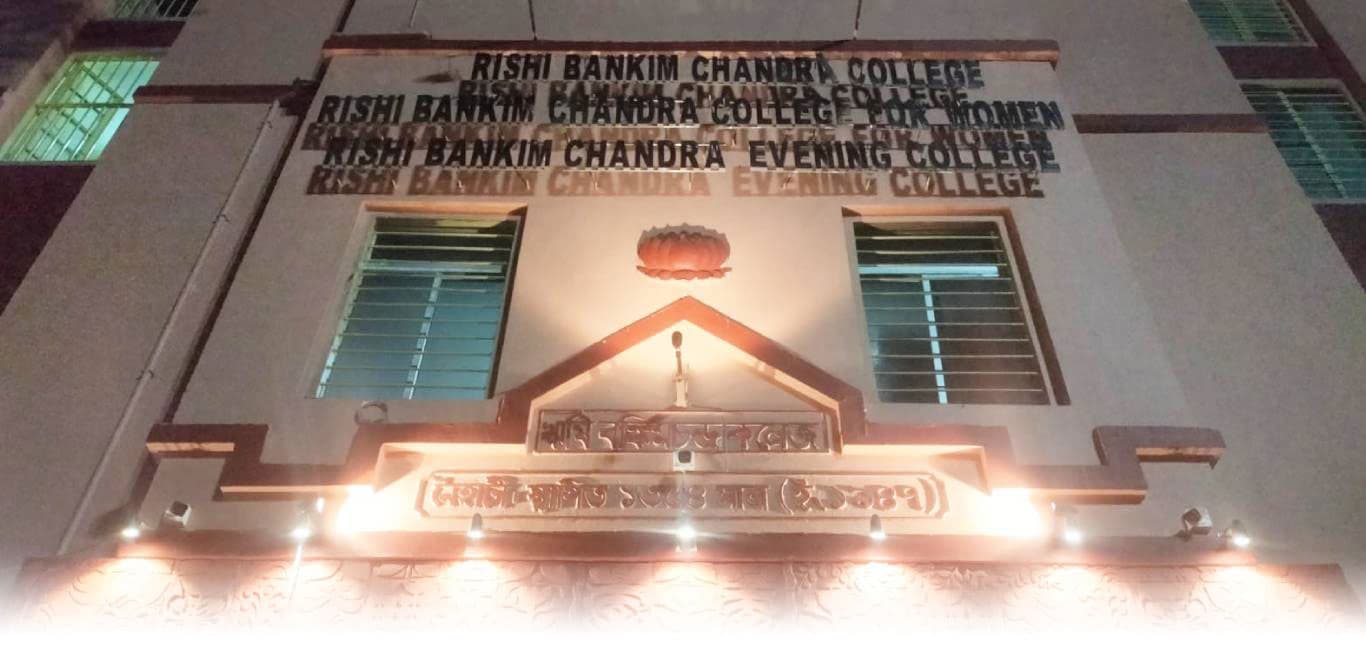 RISHI BANKIM CHANDRA COLLEGE
RISHI BANKIM CHANDRA COLLEGE FOR WOMEN
RISHI BANKIM CHANDRA EVENING COLLEGE
ঋষি বঙ্কিম চন্দ্র কলেজ
নৈহাটী-স্থাপিত ১৩৫৪ সাল (ইং ১৯৪৭)